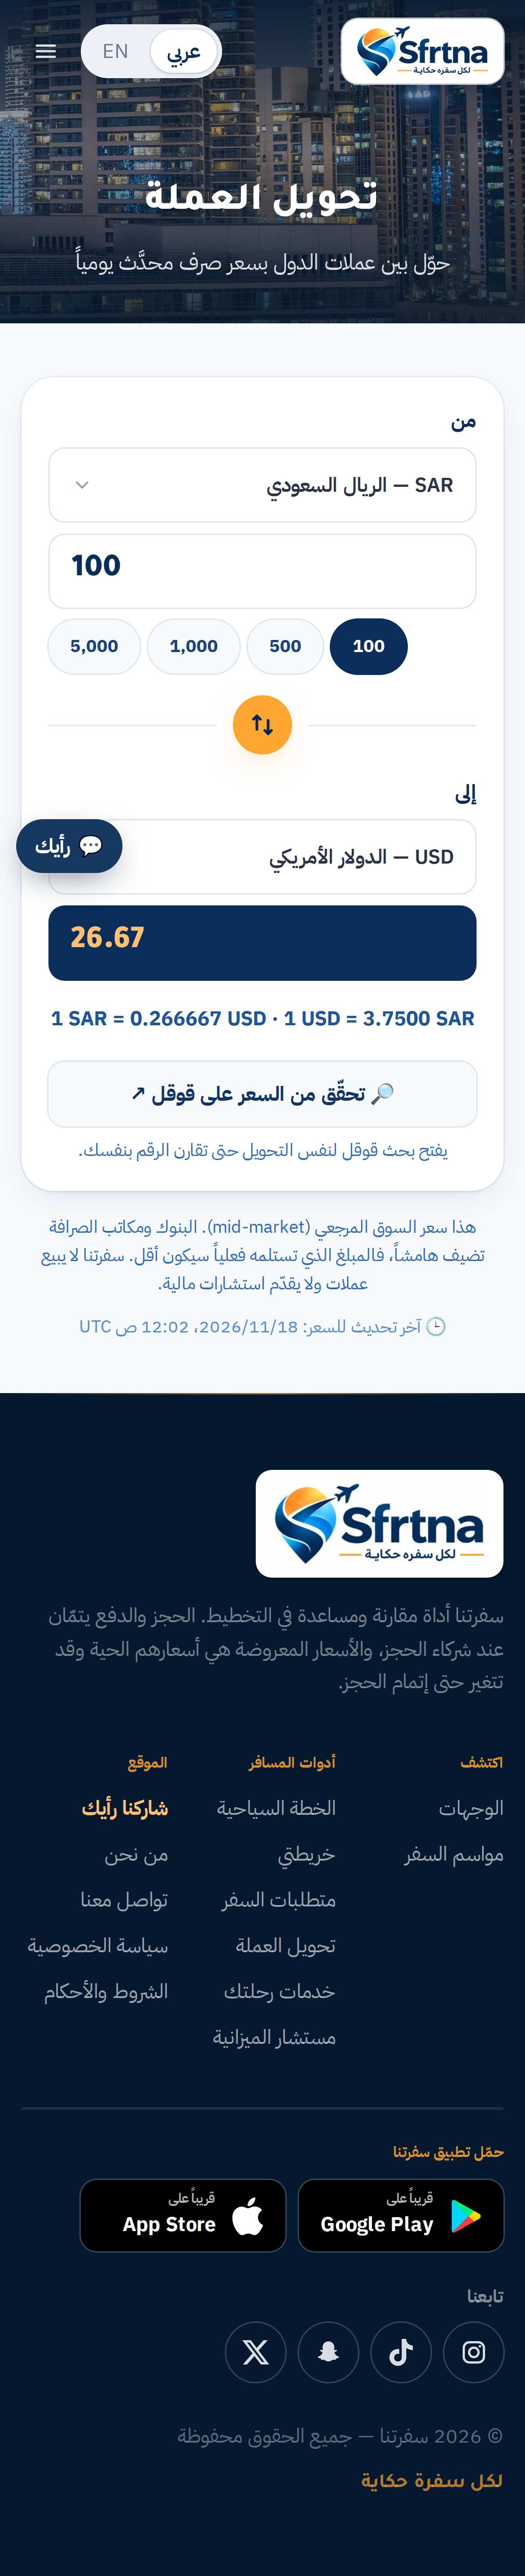 Sfrtna
لكل سفره حكاية
عربي
EN
تحويل العملة
حوّل بين عملات الدول بسعر صرف محدَّث يومياً
من
SAR — الريال السعودي
100
100
500
1,000
5,000
إلى
USD — الدولار الأمريكي
💬 رأيك
26.67
1 SAR = 0.266667 USD · 1 USD = 3.7500 SAR
🔎 تحقّق من السعر على قوقل ↗
يفتح بحث قوقل لنفس التحويل حتى تقارن الرقم بنفسك.
هذا سعر السوق المرجعي (mid-market). البنوك ومكاتب الصرافة
تضيف هامشاً، فالمبلغ الذي تستلمه فعلياً سيكون أقل. سفرتنا لا يبيع
عملات ولا يقدّم استشارات مالية.
🕒 آخر تحديث للسعر: 2026/11/18، 12:02 ص UTC
Sfrtna
لكل سفره حكاية
سفرتنا أداة مقارنة ومساعدة في التخطيط. الحجز والدفع يتمّان
عند شركاء الحجز، والأسعار المعروضة هي أسعارهم الحية وقد
تتغير حتى إتمام الحجز.
اكتشف
الوجهات
مواسم السفر
أدوات المسافر
الخطة السياحية
خريطتي
متطلبات السفر
تحويل العملة
خدمات رحلتك
مستشار الميزانية
الموقع
شاركنا رأيك
من نحن
تواصل معنا
سياسة الخصوصية
الشروط والأحكام
حمّل تطبيق سفرتنا
قريباً على
Google Play
قريباً على
App Store
تابعنا
© 2026 سفرتنا — جميع الحقوق محفوظة
لكل سفرة حكاية